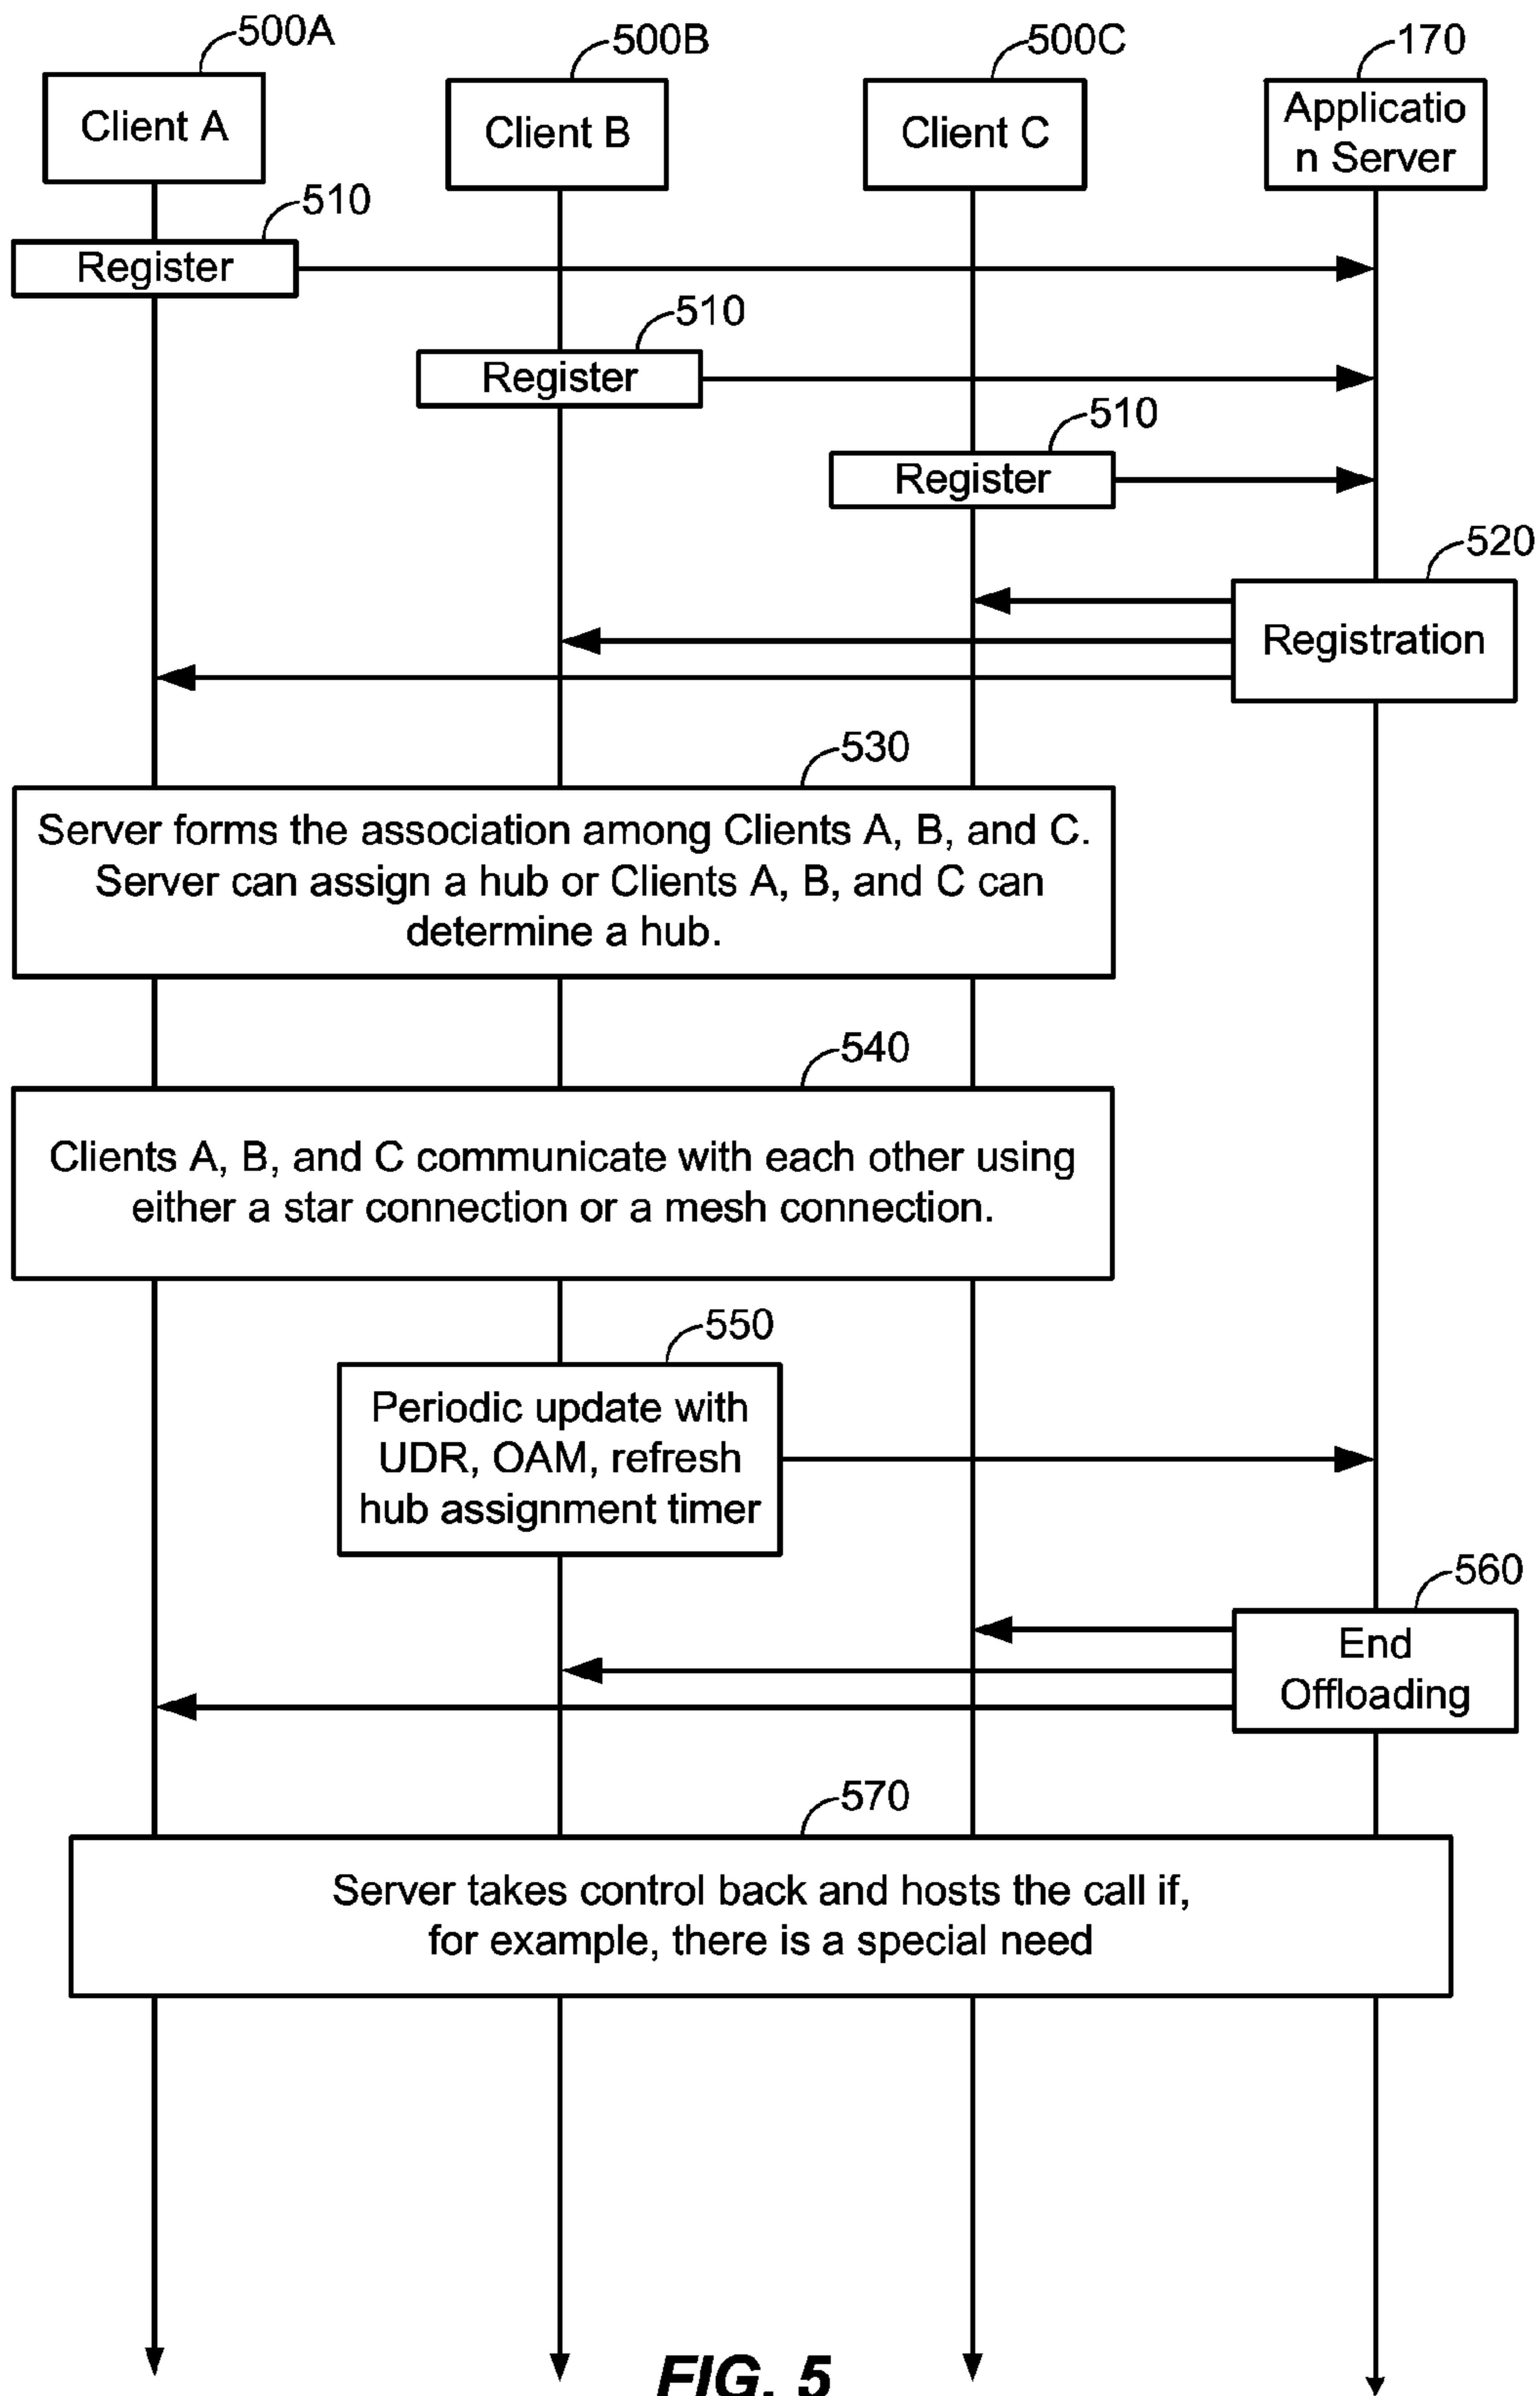 500A
500B
500C
170
Client A
Client B
Client C
Applicatio
n Server
510
Register
510
Register
510
Register
520
Registration
530
Server forms the association among Clients A, B, and C.
Server can assign a hub or Clients A, B, and C can
determine a hub.
540
Clients A, B, and C communicate with each other using
either a star connection or a mesh connection.
550
Periodic update with
UDR, OAM, refresh
hub assignment timer
560
End
Offloading
570
Server takes control back and hosts the call if,
for example, there is a special need
FIG. 5